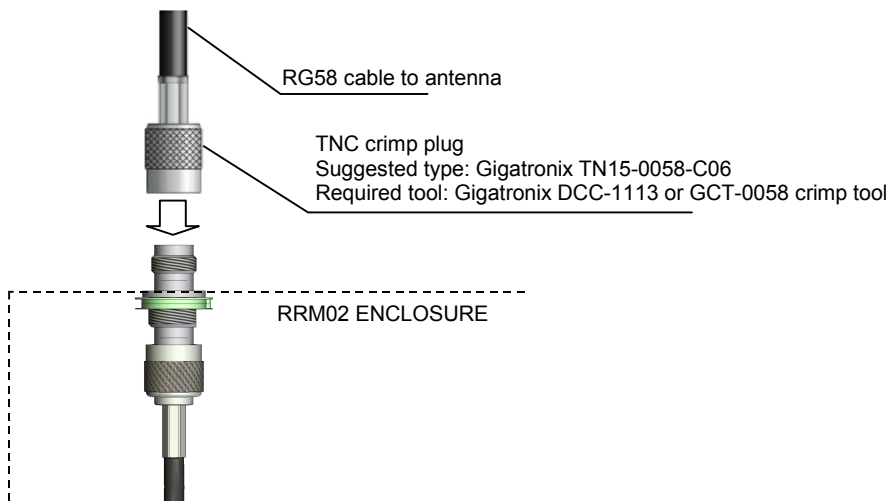 RG58 cable to antenna
TNC crimp plug
Suggested type: Gigatronix TN15-0058-C06
Required tool: Gigatronix DCC-1113 or GCT-0058 crimp tool
RRM02 ENCLOSURE